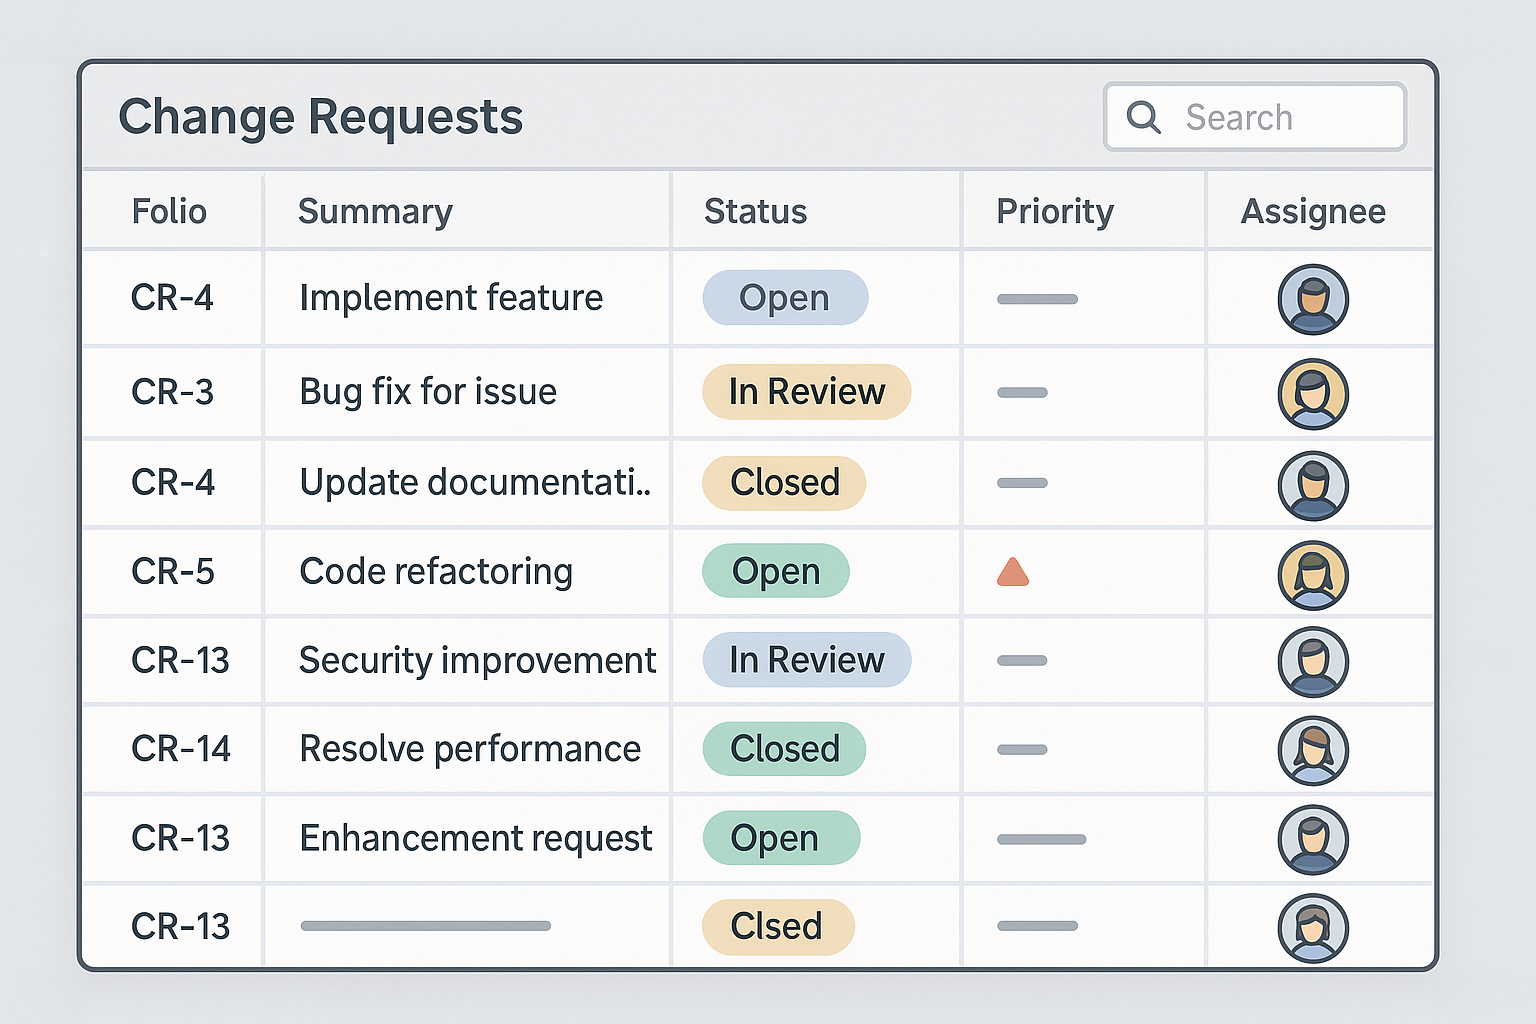 Change Requests
Search
Folio Summary Status Priority Assignee
CR-4 Implement feature Open
CR-3 Bug fix for issue In Review
CR-4 Update documentati.. Closed
CR-5 Code refactoring Open
CR-13 Security improvement In Review
CR-14 Resolve performance Closed
CR-13 Enhancement request Open
CR-13 Clsed